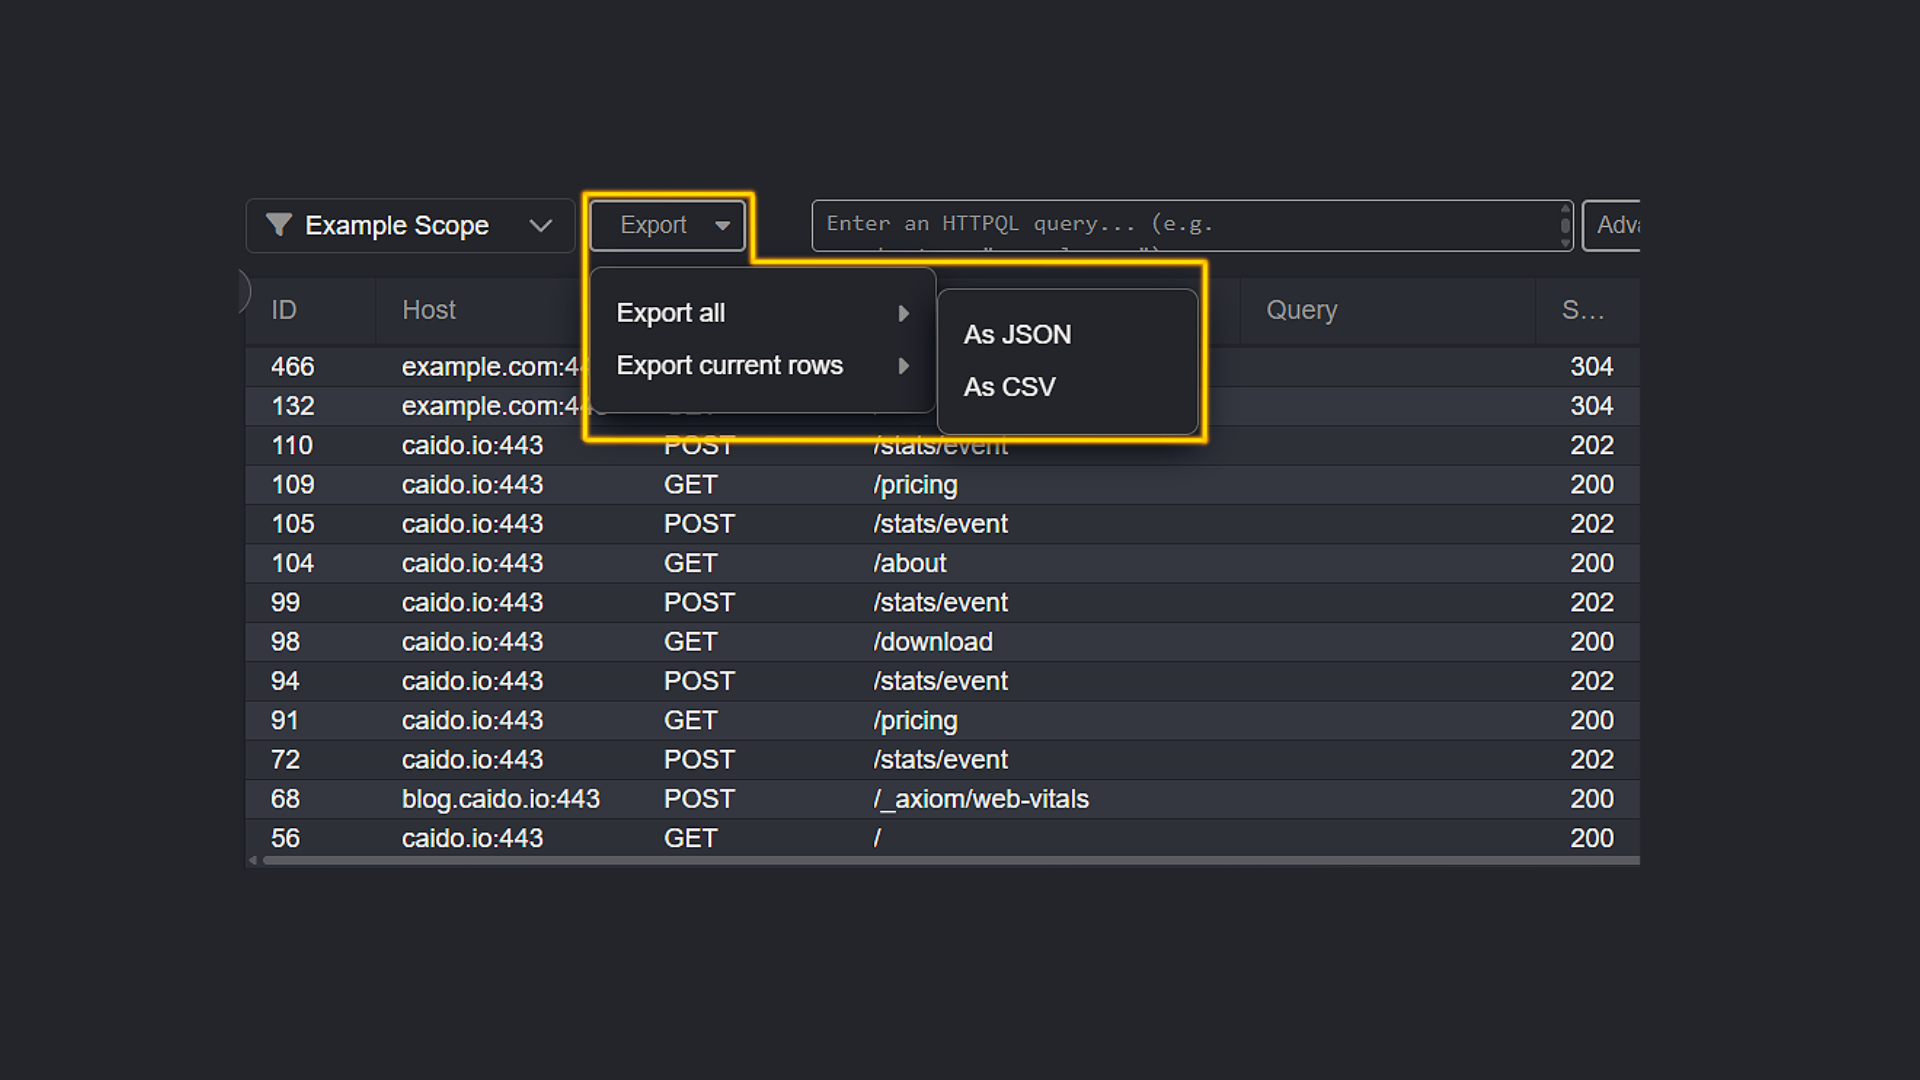 Example Scope Export Enter an HTTPQL query... (e.g. Adva
ID Host Query S...
Export all
Export current rows
As JSON
As CSV
466 example.com:44 304
132 example.com:44 304
110 caido.io:443 POST /stats/event 202
109 caido.io:443 GET /pricing 200
105 caido.io:443 POST /stats/event 202
104 caido.io:443 GET /about 200
99 caido.io:443 POST /stats/event 202
98 caido.io:443 GET /download 200
94 caido.io:443 POST /stats/event 202
91 caido.io:443 GET /pricing 200
72 caido.io:443 POST /stats/event 202
68 blog.caido.io:443 POST /_axiom/web-vitals 200
56 caido.io:443 GET / 200